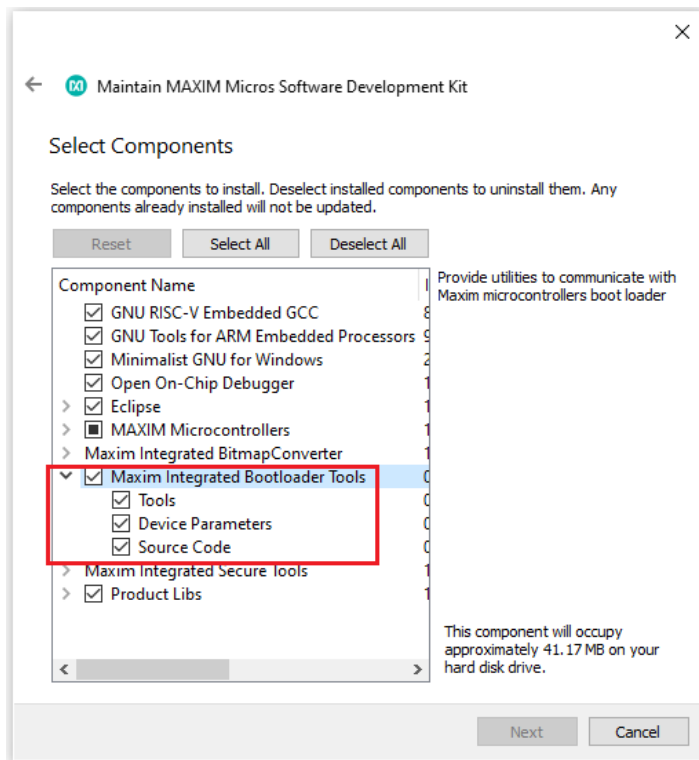 Maintain MAXIM Micros Software Development Kit
Select Components
Select the components to install. Deselect installed components to uninstall them. Any
components already installed will not be updated.
Reset Select All Deselect All
Component Name
GNU RISC-V Embedded GCC
GNU Tools for ARM Embedded Processors
Minimalist GNU for Windows
Open On-Chip Debugger
Eclipse
MAXIM Microcontrollers
Maxim Integrated BitmapConverter
Maxim Integrated Bootloader Tools
Tools
Device Parameters
Source Code
Maxim Integrated Secure Tools
Product Libs
Provide utilities to communicate with
Maxim microcontrollers boot loader
This component will occupy
approximately 41.17 MB on your
hard disk drive.
Next Cancel